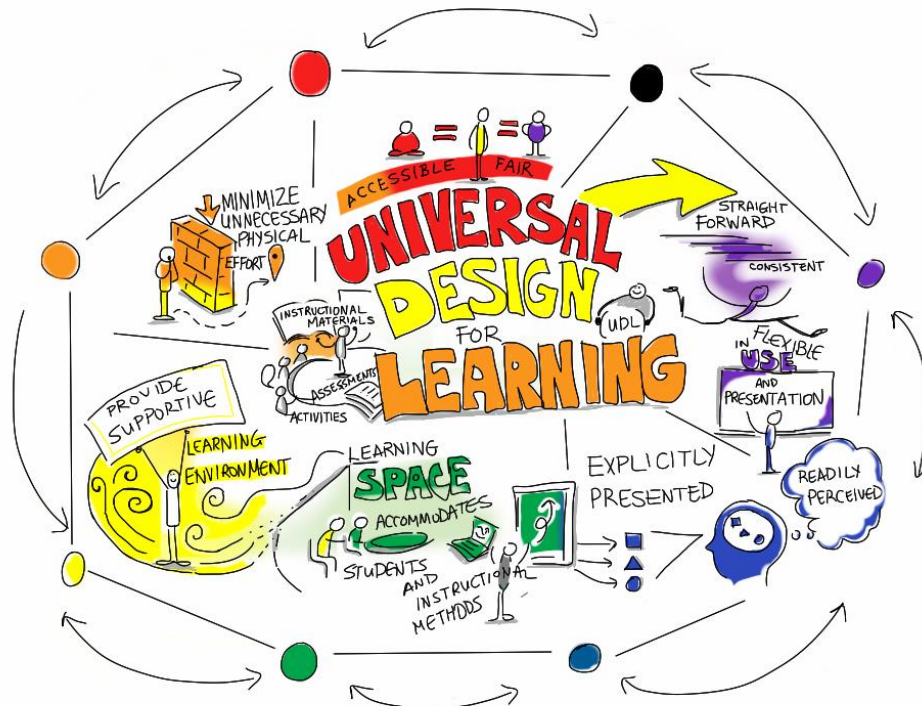 ACCESSIBLE FAIR
UNIVERSAL
DESIGN
FOR
LEARNING
UDL
STRAIGHT
FORWARD
CONSISTENT
IN FLEXIBLE
USE
AND
PRESENTATION
READILY
PERCEIVED
EXPLICITLY
PRESENTED
LEARNING
SPACE
ACCOMMODATES
STUDENTS
AND
INSTRUCTIONAL
METHODS
PROVIDE
SUPPORTIVE
LEARNING
ENVIRONMENT
MINIMIZE
UNNECESSARY
PHYSICAL
EFFORT
INSTRUCTIONAL
MATERIALS
ASSESSMENTS
ACTIVITIES